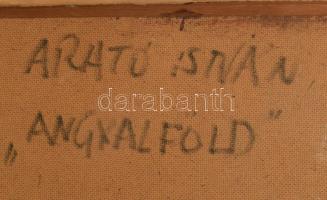 ARATÓ ISTVÁN
darabanth
„ANGYALFÖLD"